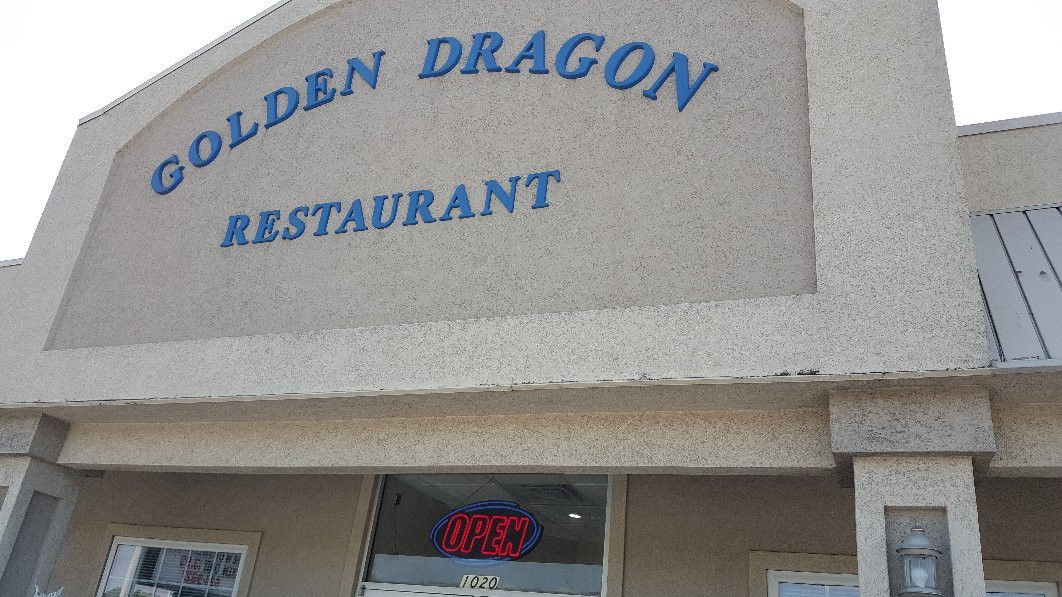 GOLDEN DRAGON
RESTAURANT
OPEN
1020